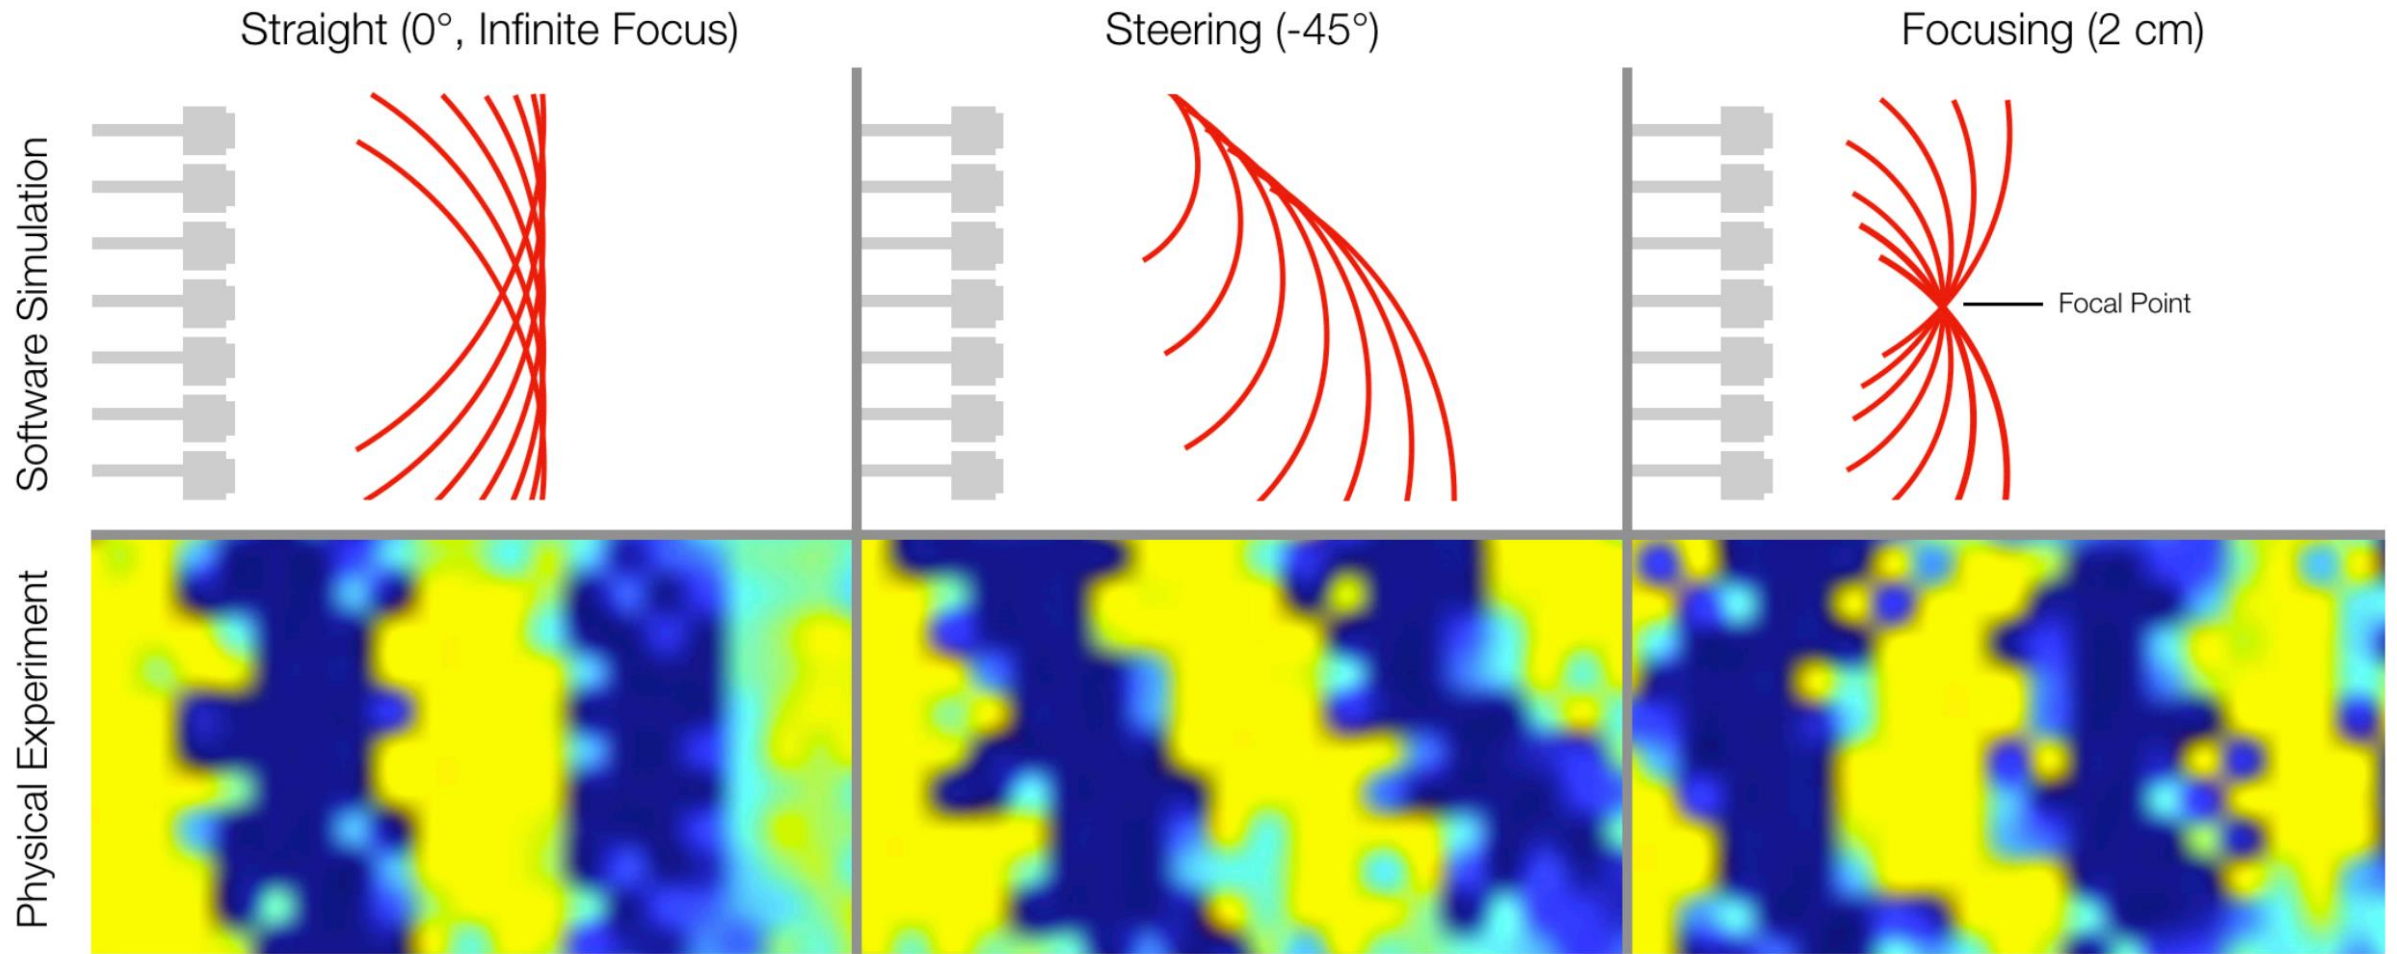 Straight (0°, Infinite Focus)
Steering (-45°)
Focusing (2 cm)
Software Simulation
Focal Point
Physical Experiment